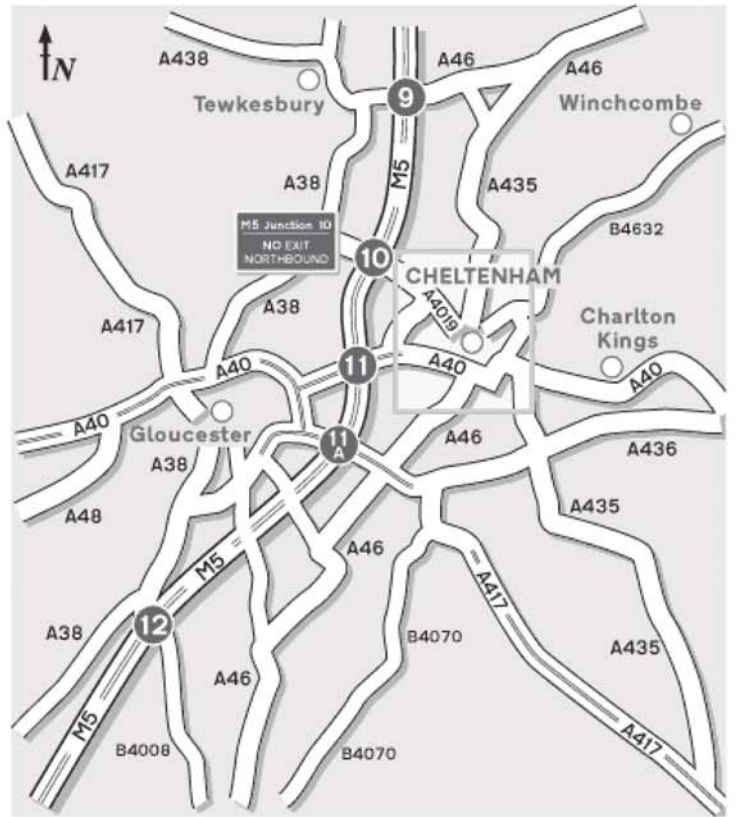 N
A438
A46
A46
Tewkesbury
9
Winchcombe
M5
A417
A38
A435
M5 Junction 10
NO EXIT
NORTHBOUND
B4632
10
CHELTENHAM
A38
A4019
A417
Charlton
Kings
11
A40
A40
A40
A40
Gloucester
11
A
A46
A436
A38
A48
A435
A46
M5
A417
12
A38
B4070
A435
A46
M5
A417
B4008
B4070